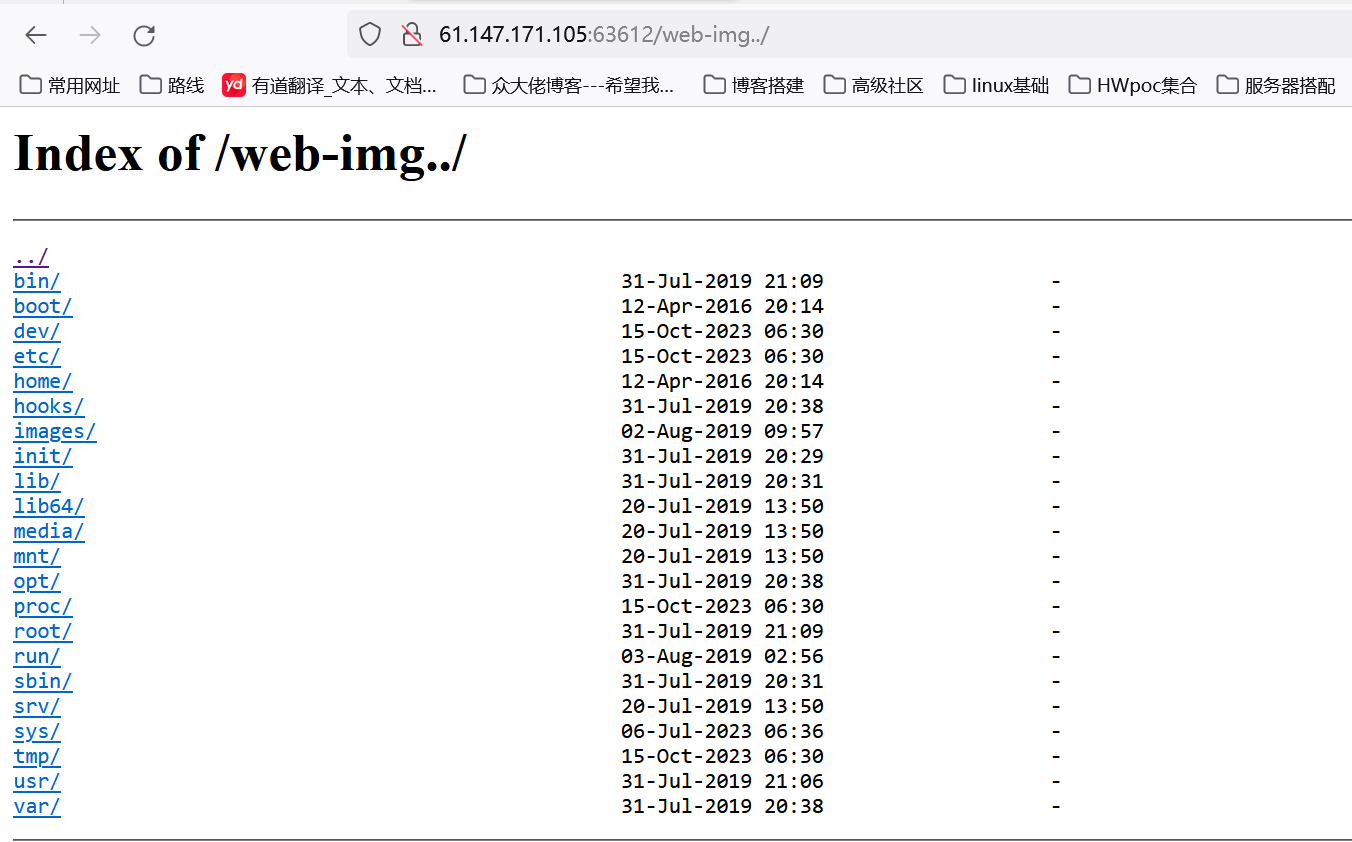 61.147.171.105:63612/web-img../
常用网址 路线 yd 有道翻译_文本、文档... 众大佬博客---希望我... 博客搭建 高级社区 linux基础 HWpoc集合 服务器搭配
Index of /web-img../
../
bin/ 31-Jul-2019 21:09 -
boot/ 12-Apr-2016 20:14 -
dev/ 15-Oct-2023 06:30 -
etc/ 15-Oct-2023 06:30 -
home/ 12-Apr-2016 20:14 -
hooks/ 31-Jul-2019 20:38 -
images/ 02-Aug-2019 09:57 -
init/ 31-Jul-2019 20:29 -
lib/ 31-Jul-2019 20:31 -
lib64/ 20-Jul-2019 13:50 -
media/ 20-Jul-2019 13:50 -
mnt/ 20-Jul-2019 13:50 -
opt/ 31-Jul-2019 20:38 -
proc/ 15-Oct-2023 06:30 -
root/ 31-Jul-2019 21:09 -
run/ 03-Aug-2019 02:56 -
sbin/ 31-Jul-2019 20:31 -
srv/ 20-Jul-2019 13:50 -
sys/ 06-Jul-2023 06:36 -
tmp/ 15-Oct-2023 06:30 -
usr/ 31-Jul-2019 21:06 -
var/ 31-Jul-2019 20:38 -